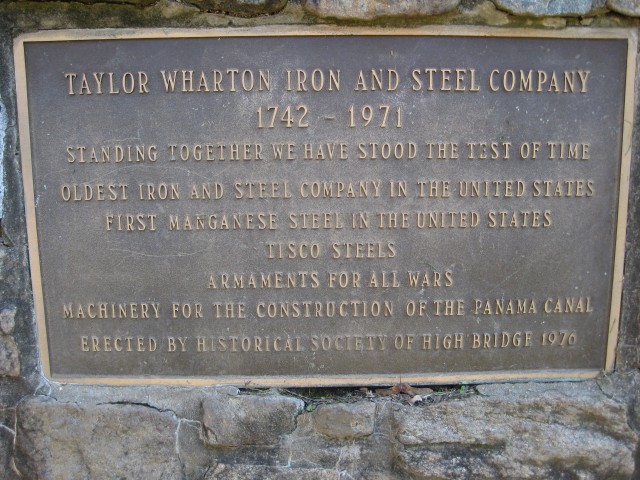 TAYLOR WHARTON IRON AND STEEL COMPANY
1742 - 1971
STANDING TOGETHER WE HAVE STOOD THE TEST OF TIME
OLDEST IRON AND STEEL COMPANY IN THE UNITED STATES
FIRST MANGANESE STEEL IN THE UNITED STATES
TISCO STEELS
ARMAMENTS FOR ALL WARS
MACHINERY FOR THE CONSTRUCTION OF THE PANAMA CANAL
ERECTED BY HISTORICAL SOCIETY OF HIGH BRIDGE 1976